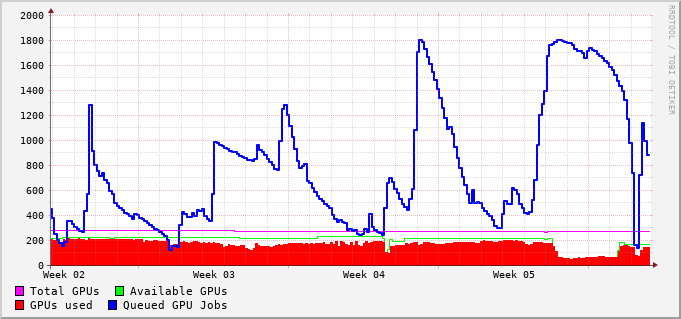 2000
1800
1600
1400
1200
1000
800
600
400
200
0
Week 02 Week 03 Week 04 Week 05
Total GPUs Available GPUs
GPUs used Queued GPU Jobs
RRDTOOL / TOBI OETIKER